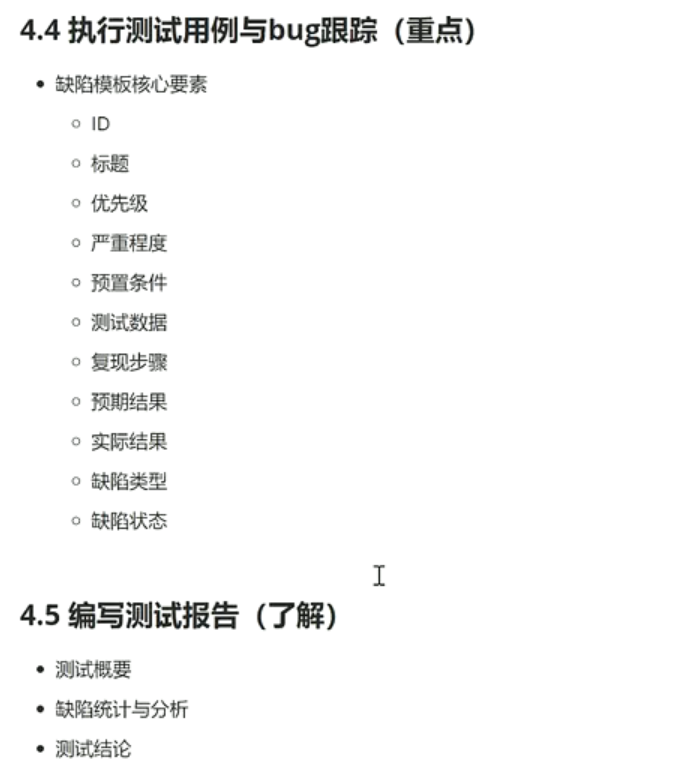 4.4 执行测试用例与bug跟踪（重点）
缺陷模板核心要素
ID
标题
优先级
严重程度
预置条件
测试数据
复现步骤
预期结果
实际结果
缺陷类型
缺陷状态
4.5 编写测试报告（了解）
测试概要
缺陷统计与分析
测试结论